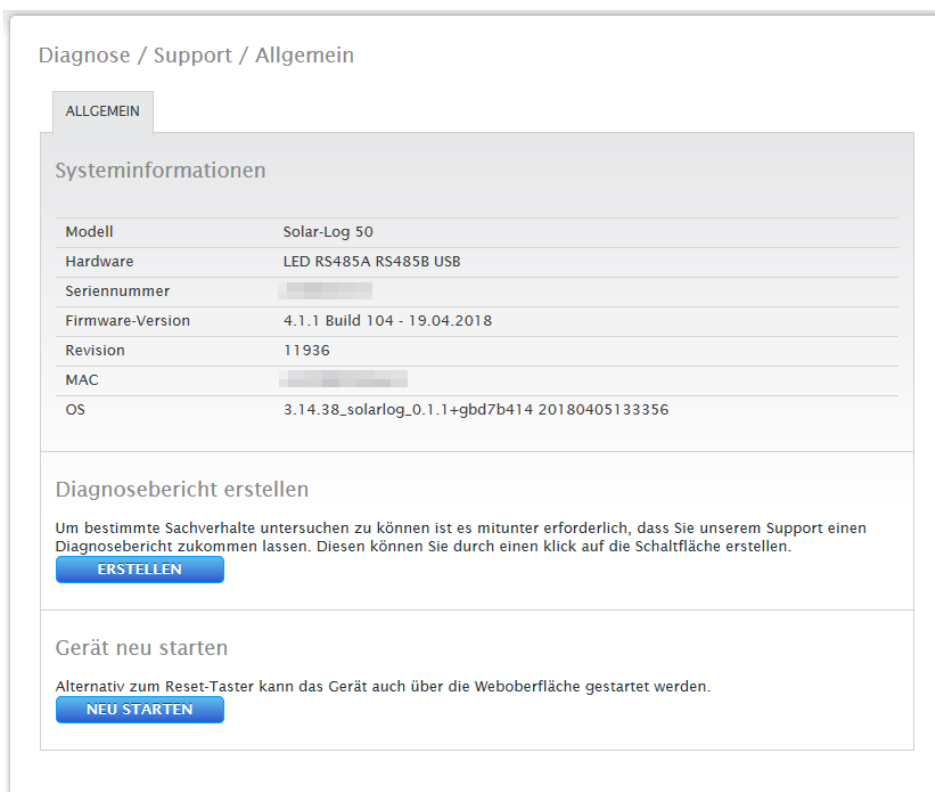 Diagnose / Support / Allgemein
ALLGEMEIN
Systeminformationen
Modell Solar-Log 50
Hardware LED RS485A RS485B USB
Seriennummer
Firmware-Version 4.1.1 Build 104 - 19.04.2018
Revision 11936
MAC
OS 3.14.38_solarlog_0.1.1+gbd7b414 20180405133356
Diagnosebericht erstellen
Um bestimmte Sachverhalte untersuchen zu können ist es mitunter erforderlich, dass Sie unserem Support einen
Diagnosebericht zukommen lassen. Diesen können Sie durch einen klick auf die Schaltfläche erstellen.
ERSTELLEN
Gerät neu starten
Alternativ zum Reset-Taster kann das Gerät auch über die Weboberfläche gestartet werden.
NEU STARTEN